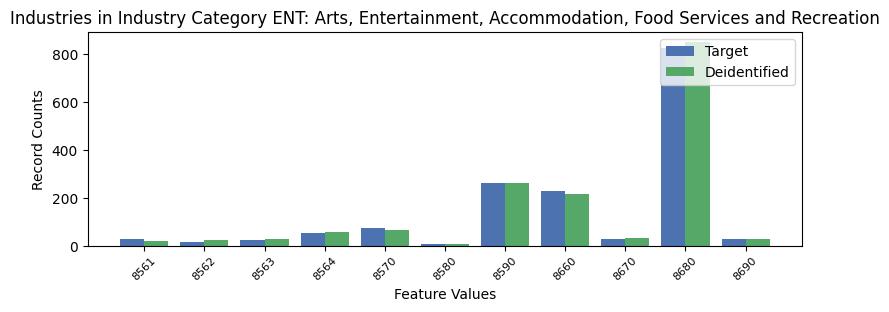 Industries in Industry Category ENT: Arts, Entertainment, Accommodation, Food Services and Recreation
Target
Deidentified
Record Counts
800
600
400
200
0
8561 8562 8563 8564 8570 8580 8590 8660 8670 8680 8690
Feature Values